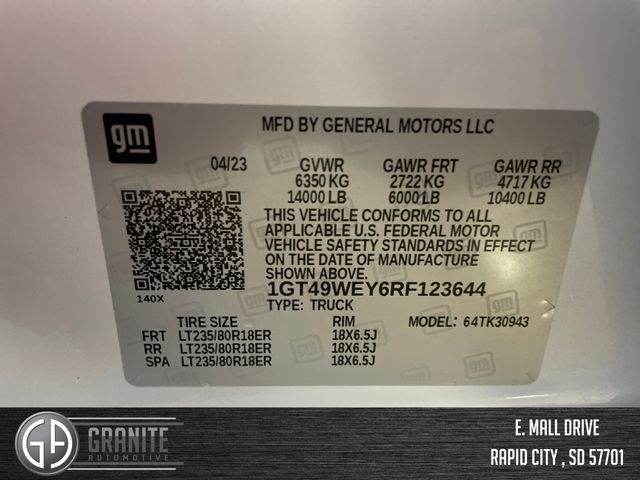 gm
MFD BY GENERAL MOTORS LLC
04/23 GVWR GAWR FRT GAWR RR
6350 KG 2722 KG 4717 KG
14000 LB 6000 LB 10400 LB
THIS VEHICLE CONFORMS TO ALL
APPLICABLE U.S. FEDERAL MOTOR
VEHICLE SAFETY STANDARDS IN EFFECT
ON THE DATE OF MANUFACTURE
SHOWN ABOVE.
140X
1GT49WEY6RF123644
TYPE: TRUCK
TIRE SIZE RIM MODEL: 64TK30943
FRT LT235/80R18ER 18X6.5J
RR LT235/80R18ER 18X6.5J
SPA LT235/80R18ER 18X6.5J
GA GRANITE
AUTOMOTIVE
E. MALL DRIVE
RAPID CITY , SD 57701